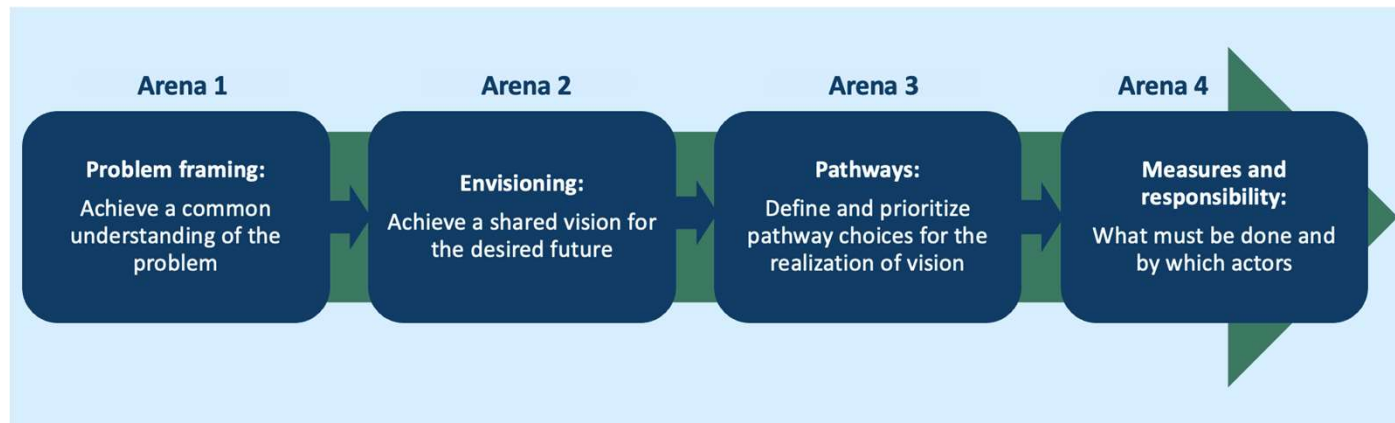 Arena 1
Problem framing:
Achieve a common
understanding of the
problem
Arena 2
Envisioning:
Achieve a shared vision for
the desired future
Arena 3
Pathways:
Define and prioritize
pathway choices for the
realization of vision
Arena 4
Measures and
responsibility:
What must be done and
by which actors